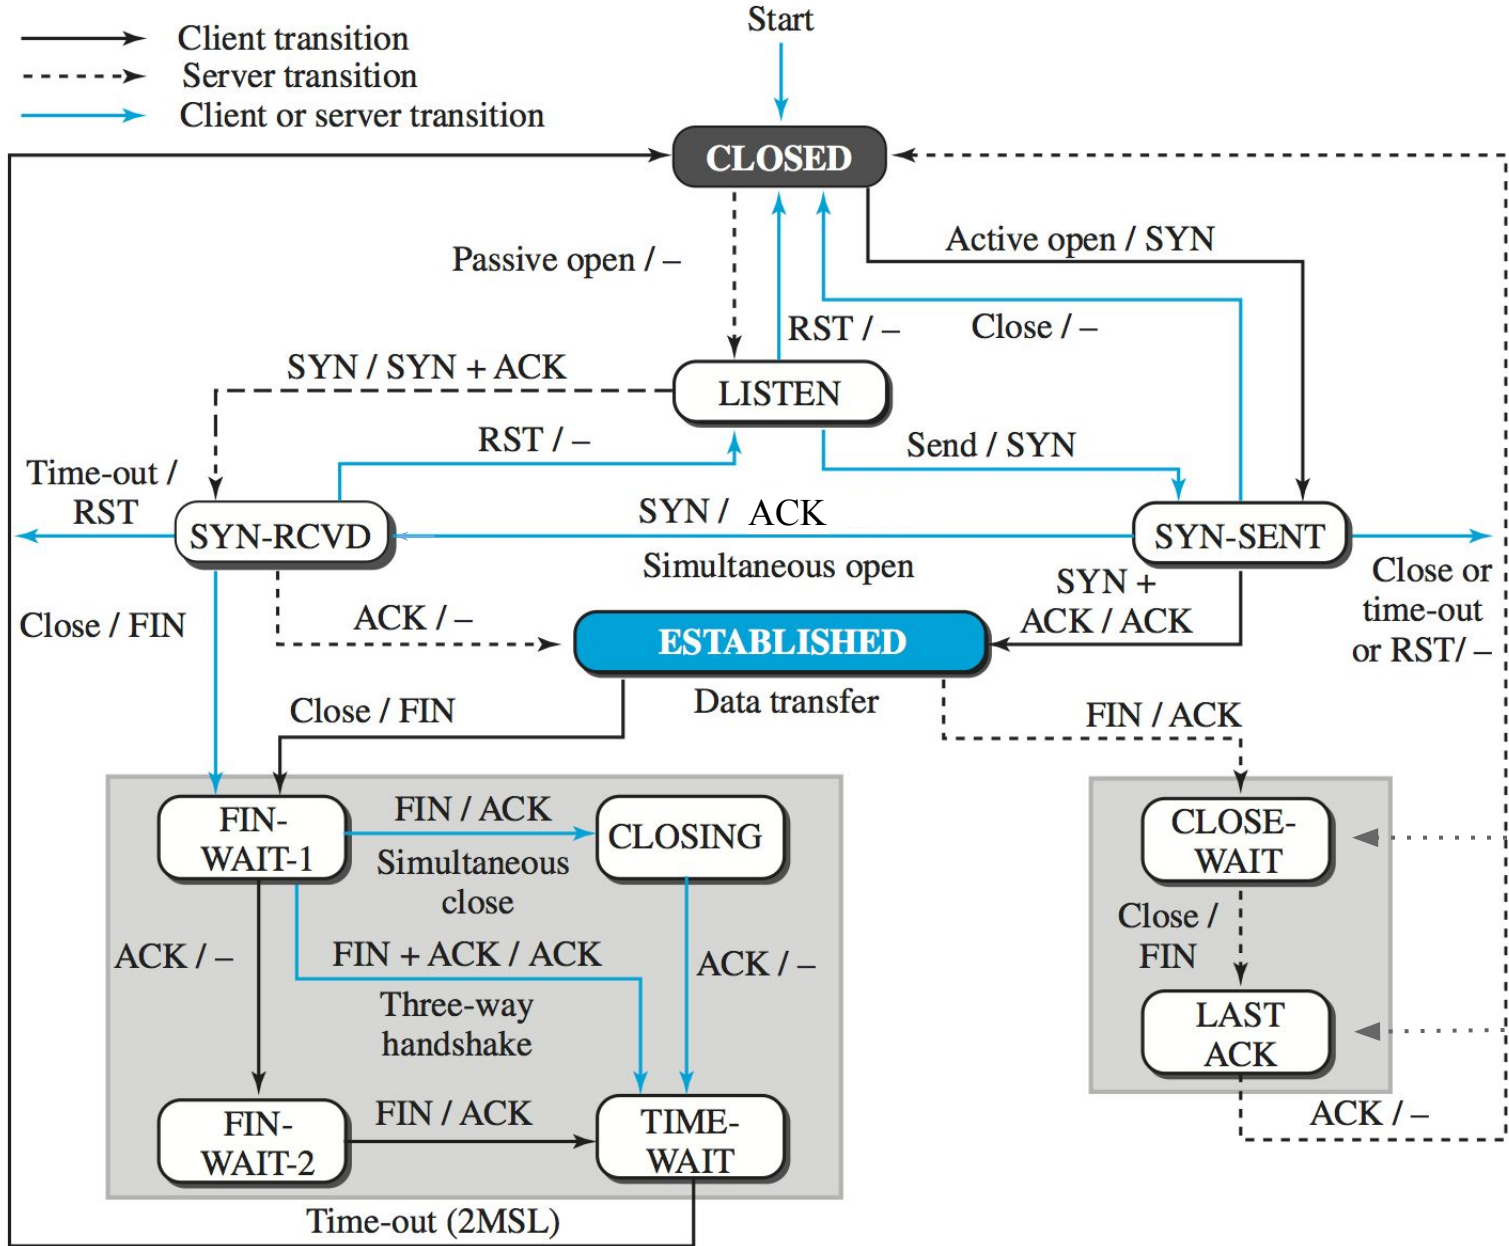 Start
Client transition
Server transition
Client or server transition
CLOSED
Active open / SYN
Passive open / –
RST / –
Close / –
SYN / SYN + ACK
LISTEN
RST / –
Send / SYN
Time-out /
RST
SYN / ACK
SYN-RCVD
SYN-SENT
Simultaneous open
Close or
time-out
or RST/ –
SYN +
ACK / ACK
Close / FIN
ACK / –
ESTABLISHED
Data transfer
Close / FIN
FIN / ACK
FIN-
WAIT-1
FIN / ACK
Simultaneous
close
CLOSING
CLOSE-
WAIT
Close /
FIN
ACK / –
FIN + ACK / ACK
Three-way
handshake
ACK / –
LAST
ACK
FIN-
WAIT-2
FIN / ACK
TIME-
WAIT
ACK / –
Time-out (2MSL)